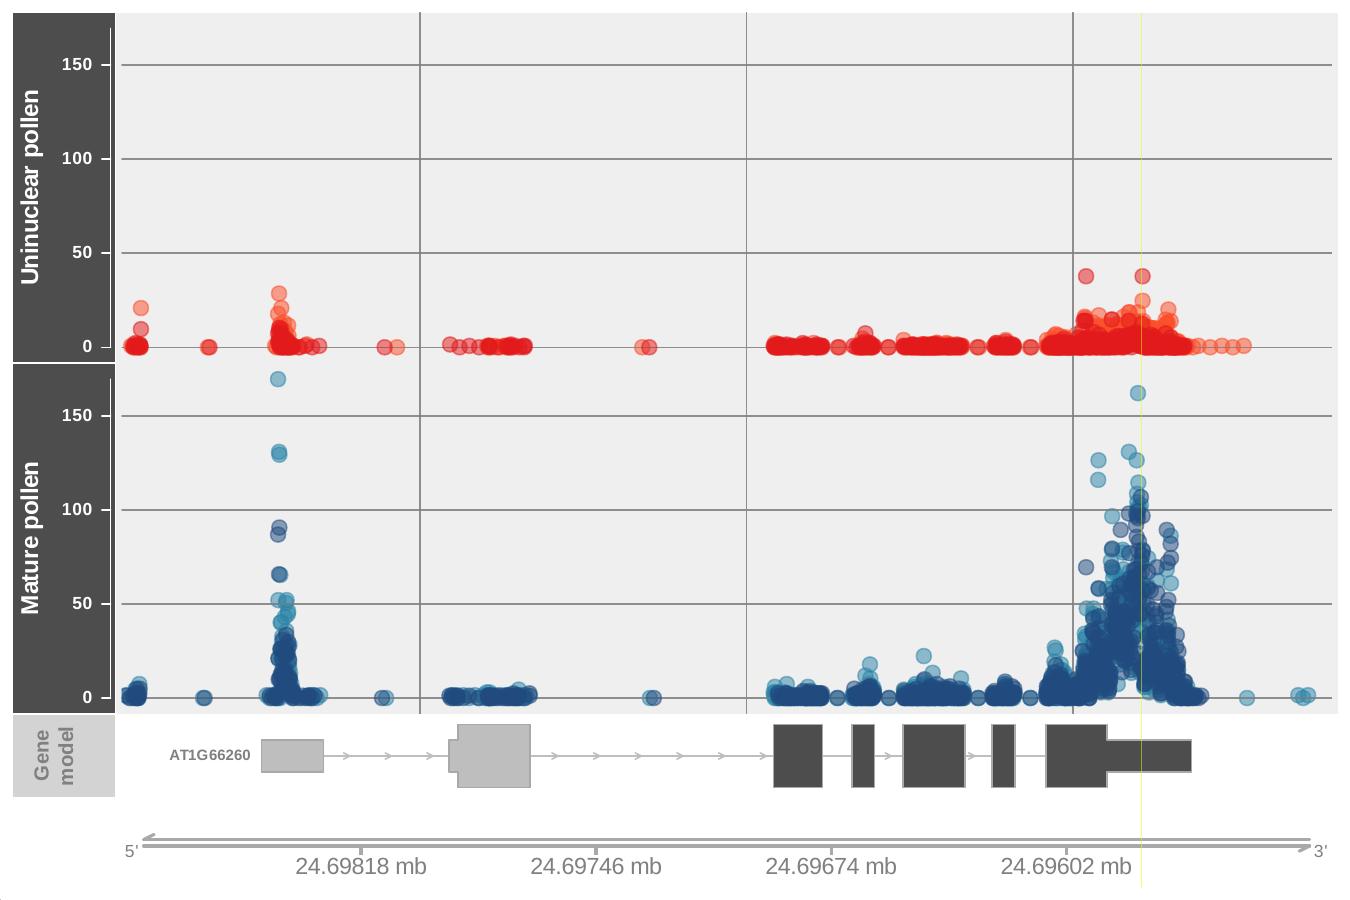 Uninuclear pollen
150
100
50
0
Mature pollen
150
100
50
0
Gene
model
AT1G66260
5'
3'
24.69818 mb
24.69746 mb
24.69674 mb
24.69602 mb